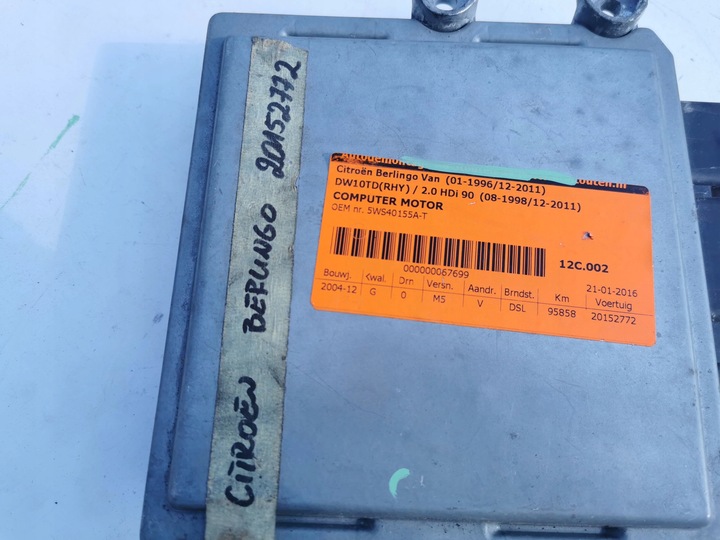 CITROËN BERLINGO 20152772
Citroën Berlingo Van (01-1996/12-2011)
DW10TD(RHY) / 2.0 HDi 90 (08-1998/12-2011)
COMPUTER MOTOR
OEM nr. 5WS40155A-T
000000067699
12C.002
21-01-2016
Bouwj. Kwal. Drn Versn. Aandr. Brndst. Km Voertuig
2004-12 G 0 M5 V DSL 95858 20152772